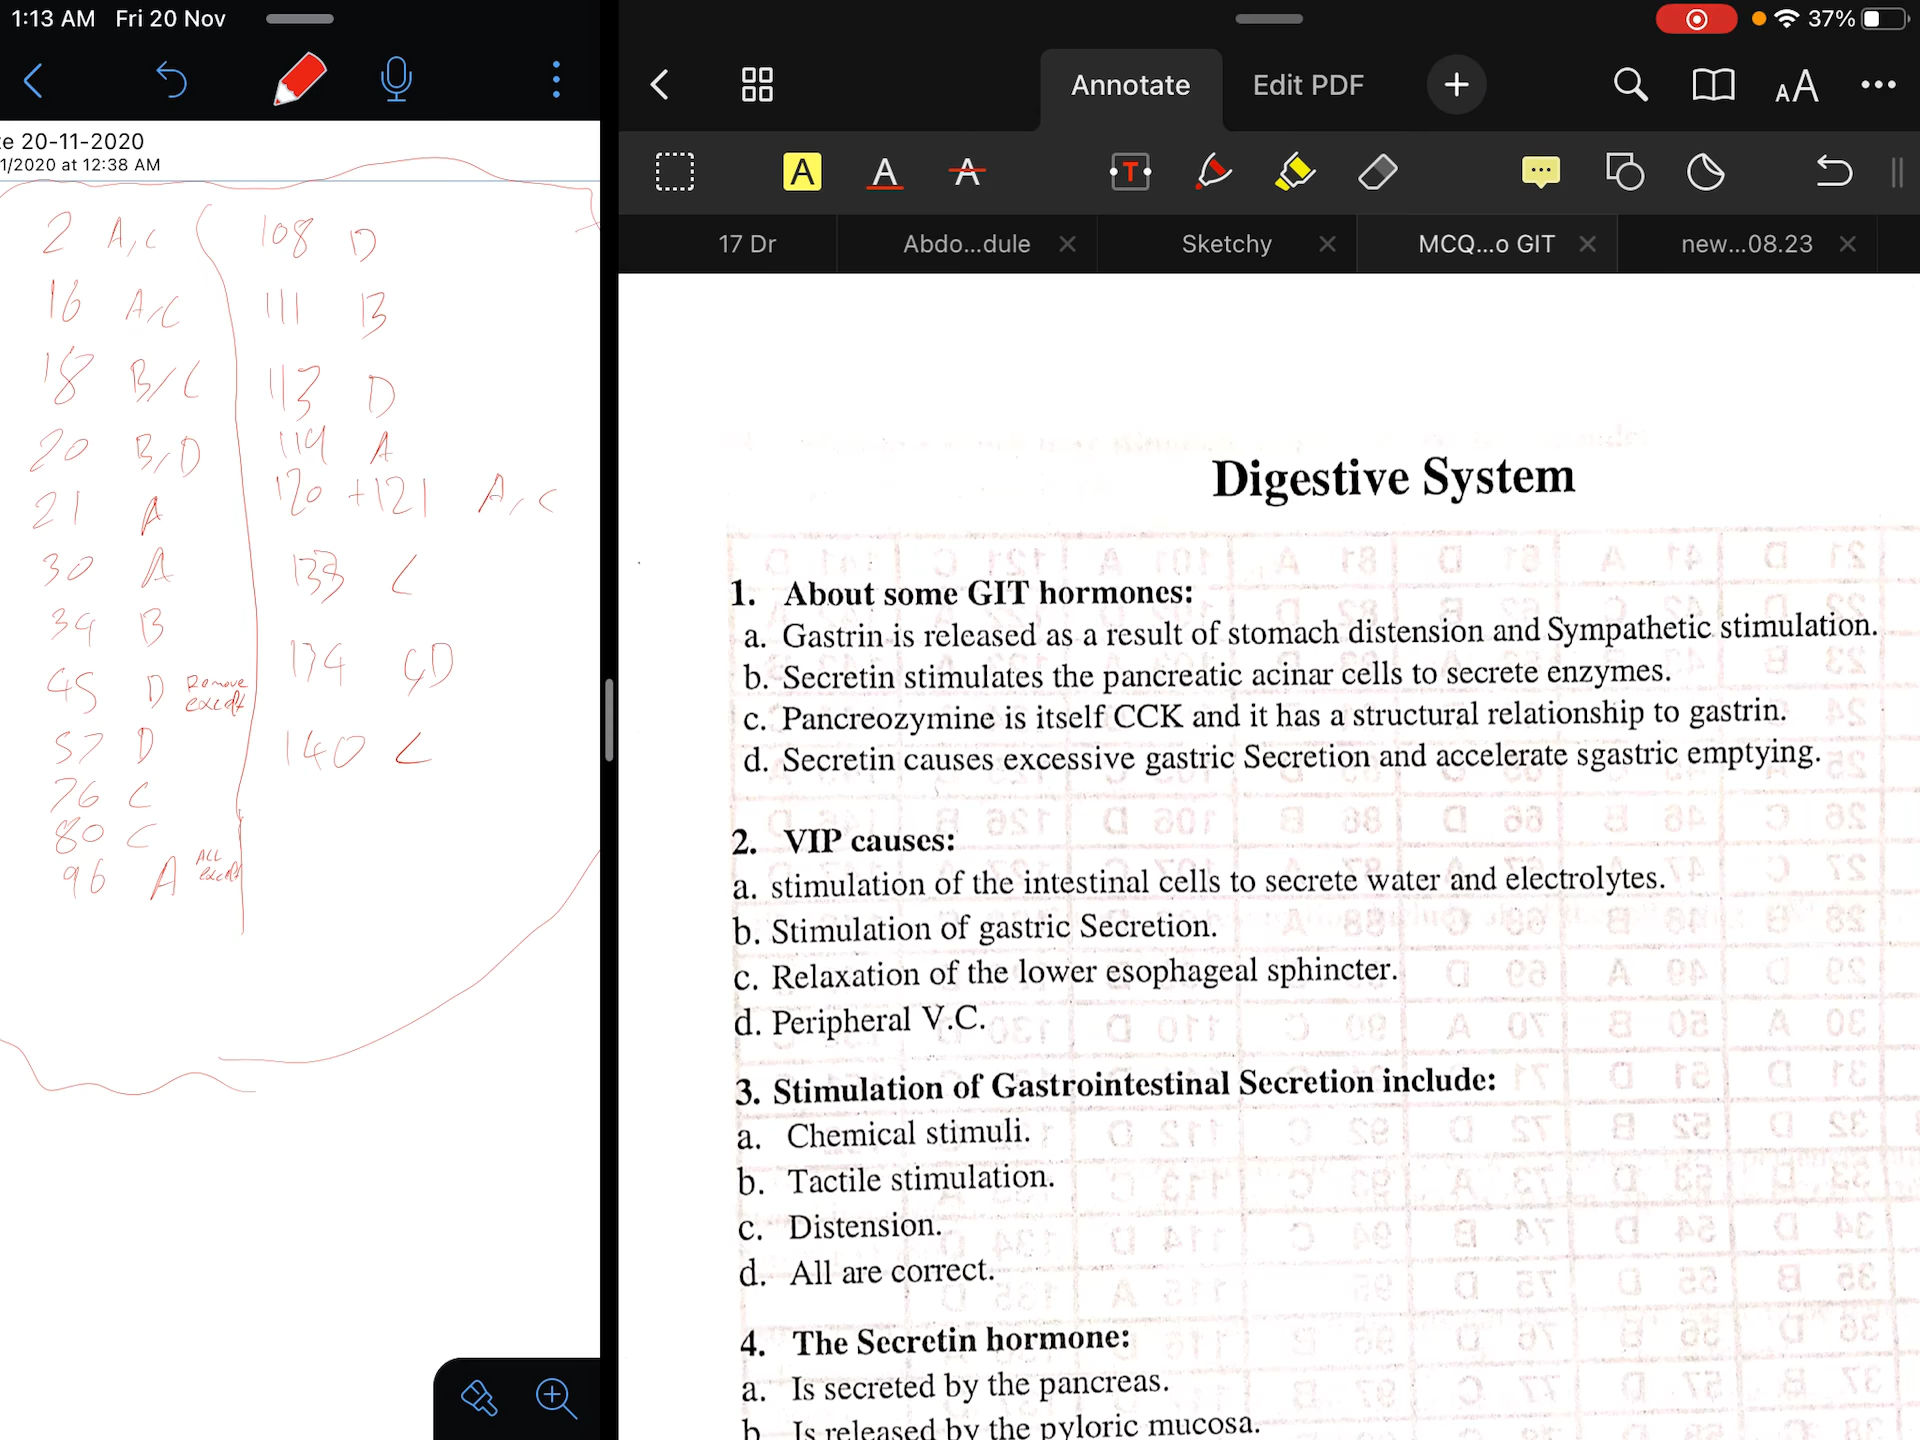 1:13 AM Fri 20 Nov
37%
Annotate
Edit PDF
17 Dr
Abdo...dule
Sketchy
MCQ...o GIT
new...08.23
e 20-11-2020
1/2020 at 12:38 AM
2 A,C
16 A,C
18 B/C
20 B,D
21 A
30 A
39 B
45 D Remove except
57 D
76 C
80 C
96 A ALL except
108 D
111 B
113 D
114 A
120 +121 A,C
133 C
134 C,D
140 C
Digestive System
1. About some GIT hormones:
a. Gastrin is released as a result of stomach distension and Sympathetic stimulation.
b. Secretin stimulates the pancreatic acinar cells to secrete enzymes.
c. Pancreozymine is itself CCK and it has a structural relationship to gastrin.
d. Secretin causes excessive gastric Secretion and accelerate sgastric emptying.
2. VIP causes:
a. stimulation of the intestinal cells to secrete water and electrolytes.
b. Stimulation of gastric Secretion.
c. Relaxation of the lower esophageal sphincter.
d. Peripheral V.C.
3. Stimulation of Gastrointestinal Secretion include:
a. Chemical stimuli.
b. Tactile stimulation.
c. Distension.
d. All are correct.
4. The Secretin hormone:
a. Is secreted by the pancreas.
b Is released by the pyloric mucosa.